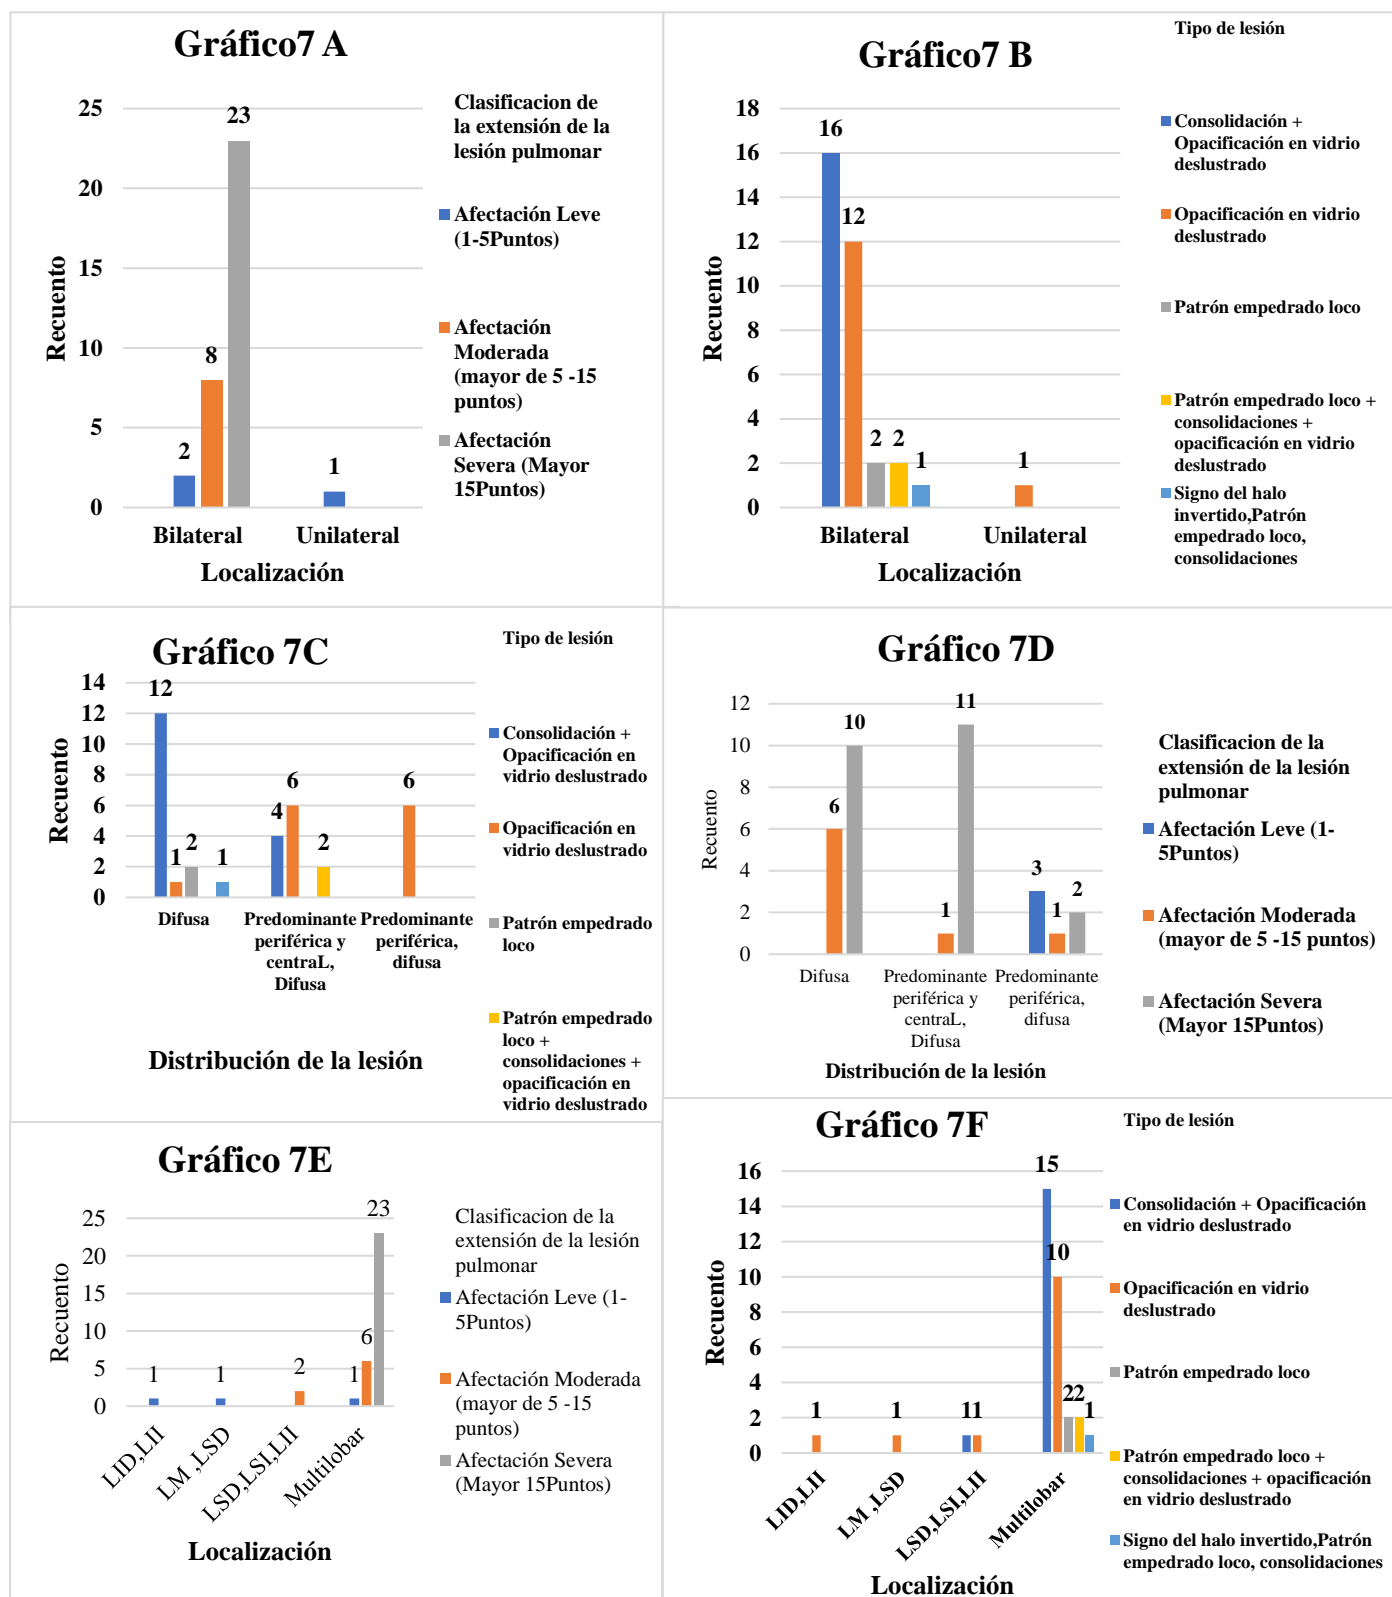 Gráfico7 A
25
20
15
10
5
0
Recuento
2
8
23
1
Bilateral
Unilateral
Localización
Clasificacion de
la extensión de la
lesión pulmonar
Afectación Leve
(1-5Puntos)
Afectación
Moderada
(mayor de 5 -15
puntos)
Afectación
Severa (Mayor
15Puntos)
Gráfico7 B
18
16
14
12
10
8
6
4
2
0
Recuento
16
12
2
2
1
1
Bilateral
Unilateral
Localización
Tipo de lesión
Consolidación +
Opacificación en vidrio
deslustrado
Opacificación en vidrio
deslustrado
Patrón empedrado loco
Patrón empedrado loco +
consolidaciones +
opacificación en vidrio
deslustrado
Signo del halo
invertido,Patrón
empedrado loco,
consolidaciones
Gráfico 7C
14
12
10
8
6
4
2
0
Recuento
12
1
2
1
4
6
2
6
Difusa
Predominante
periférica y
centraL,
Difusa
Predominante
periférica,
difusa
Distribución de la lesión
Tipo de lesión
Consolidación +
Opacificación en
vidrio deslustrado
Opacificación en
vidrio deslustrado
Patrón empedrado
loco
Patrón empedrado
loco +
consolidaciones +
opacificación en
vidrio deslustrado
Gráfico 7D
12
10
8
6
4
2
0
Recuento
6
10
1
11
3
1
2
Difusa
Predominante
periférica y
centraL,
Difusa
Predominante
periférica,
difusa
Distribución de la lesión
Clasificacion de la
extensión de la lesión
pulmonar
Afectación Leve (1-
5Puntos)
Afectación Moderada
(mayor de 5 -15 puntos)
Afectación Severa
(Mayor 15Puntos)
Gráfico 7E
25
20
15
10
5
0
Recuento
1
1
2
1
6
23
LID,LII
LM ,LSD
LSD,LSI,LII
Multilobar
Localización
Clasificacion de la
extensión de la lesión
pulmonar
Afectación Leve (1-
5Puntos)
Afectación Moderada
(mayor de 5 -15
puntos)
Afectación Severa
(Mayor 15Puntos)
Gráfico 7F
16
14
12
10
8
6
4
2
0
Recuento
1
1
1
1
15
10
2
2
1
LID,LII
LM ,LSD
LSD,LSI,LII
Multilobar
Localización
Tipo de lesión
Consolidación + Opacificación
en vidrio deslustrado
Opacificación en vidrio
deslustrado
Patrón empedrado loco
Patrón empedrado loco +
consolidaciones + opacificación
en vidrio deslustrado
Signo del halo invertido,Patrón
empedrado loco, consolidaciones